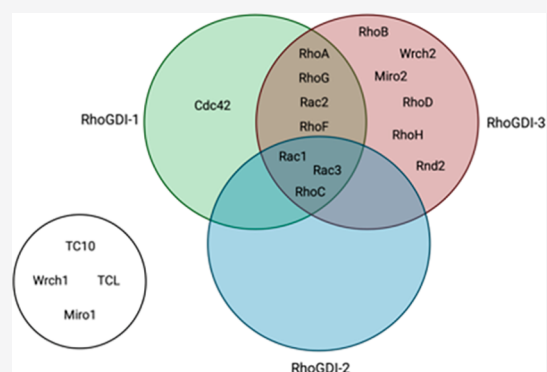 RhoB
RhoA
Wrch2
RhoG
Miro2
Cdc42
Rac2
RhoD
RhoGDI-1
RhoF
RhoH
RhoGDI-3
Rac1
Rac3
Rnd2
RhoC
TC10
Wrch1
TCL
Miro1
RhoGDI-2